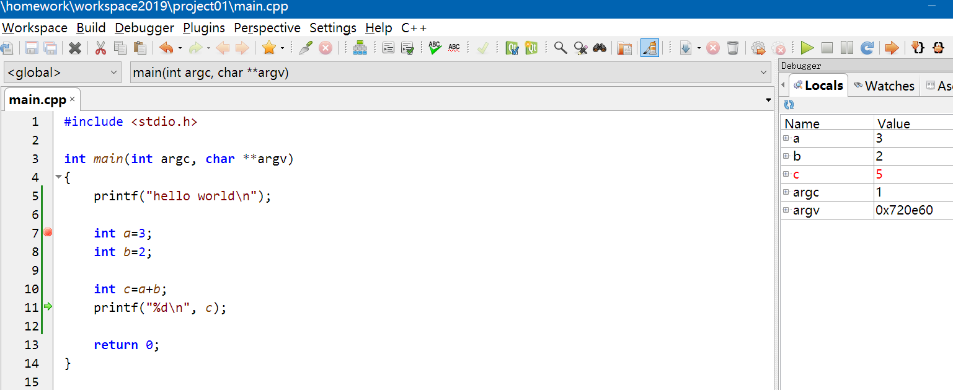 \homework\workspace2019\project01\main.cpp
Workspace Build Debugger Plugins Perspective Settings Help C++
ABC ABC
<global> main(int argc, char **argv)
Debugger
main.cpp × Locals Watches As
Name Value
a 3
b 2
c 5
argc 1
argv 0x720e60
1 #include <stdio.h>
2
3 int main(int argc, char **argv)
4 {
5 printf("hello world\n");
6
7 int a=3;
8 int b=2;
9
10 int c=a+b;
11 printf("%d\n", c);
12
13 return 0;
14 }
15